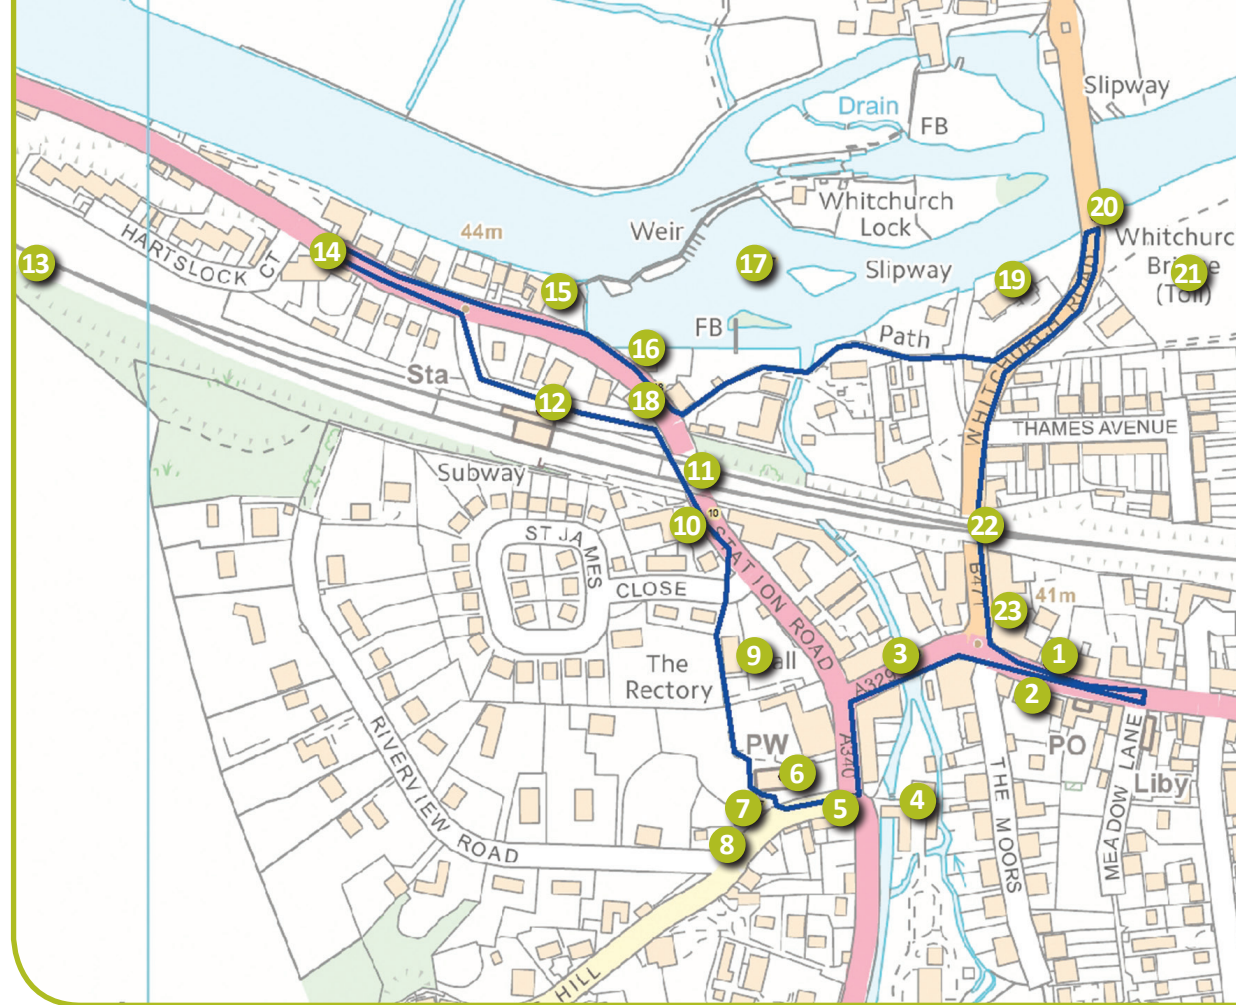 Slipway
Drain
FB
20
Whitchurch
Lock
Weir
44m
14
HARTSLOCK CT
13
17
Slipway
19
Whitchurc
Bri e
(Toll)
21
15
FB
Path
16
WHITCHURCH ROAD
Sta
12
18
THAMES AVENUE
Subway
11
10
10
22
ST JAMES
CLOSE
STATION ROAD
B471
41m
23
9
all
3
1
The
Rectory
A329
2
RIVERVIEW ROAD
PW
6
A340
PO
MEADOW LANE
Liby
THE MOORS
7
5
4
8
HILL